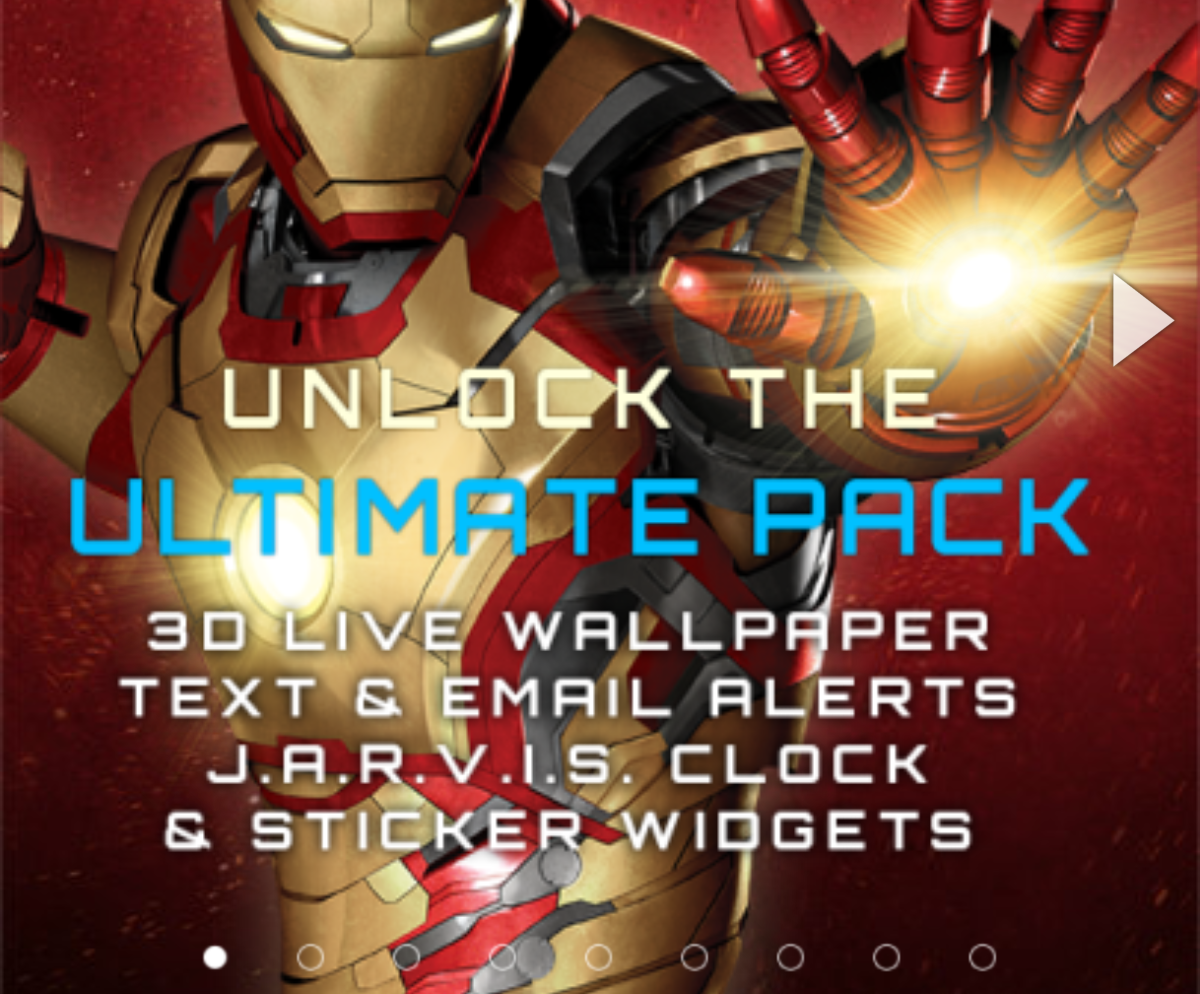 UNLOCK THE
ULTIMATE PACK
3D LIVE WALLPAPER
TEXT & EMAIL ALERTS
J.A.R.V.I.S. CLOCK
& STICKER WIDGETS